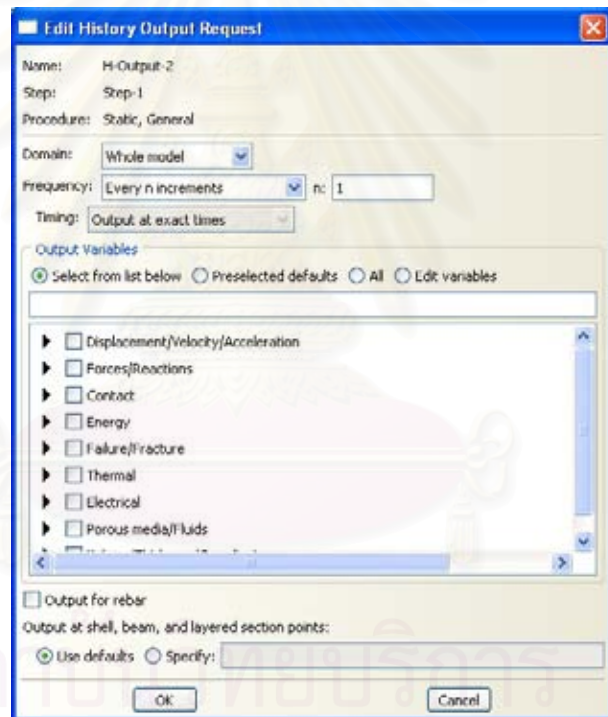 Edit History Output Request
Name: H-Output-2
Step: Step-1
Procedure: Static, General
Domain: Whole model
Frequency: Every n increments n: 1
Timing: Output at exact times
Output Variables
Select from list below Preselected defaults All Edit variables
Displacement/Velocity/Acceleration
Forces/Reactions
Contact
Energy
Failure/Fracture
Thermal
Electrical
Porous media/Fluids
Output for rebar
Output at shell, beam, and layered section points:
Use defaults Specify:
OK Cancel